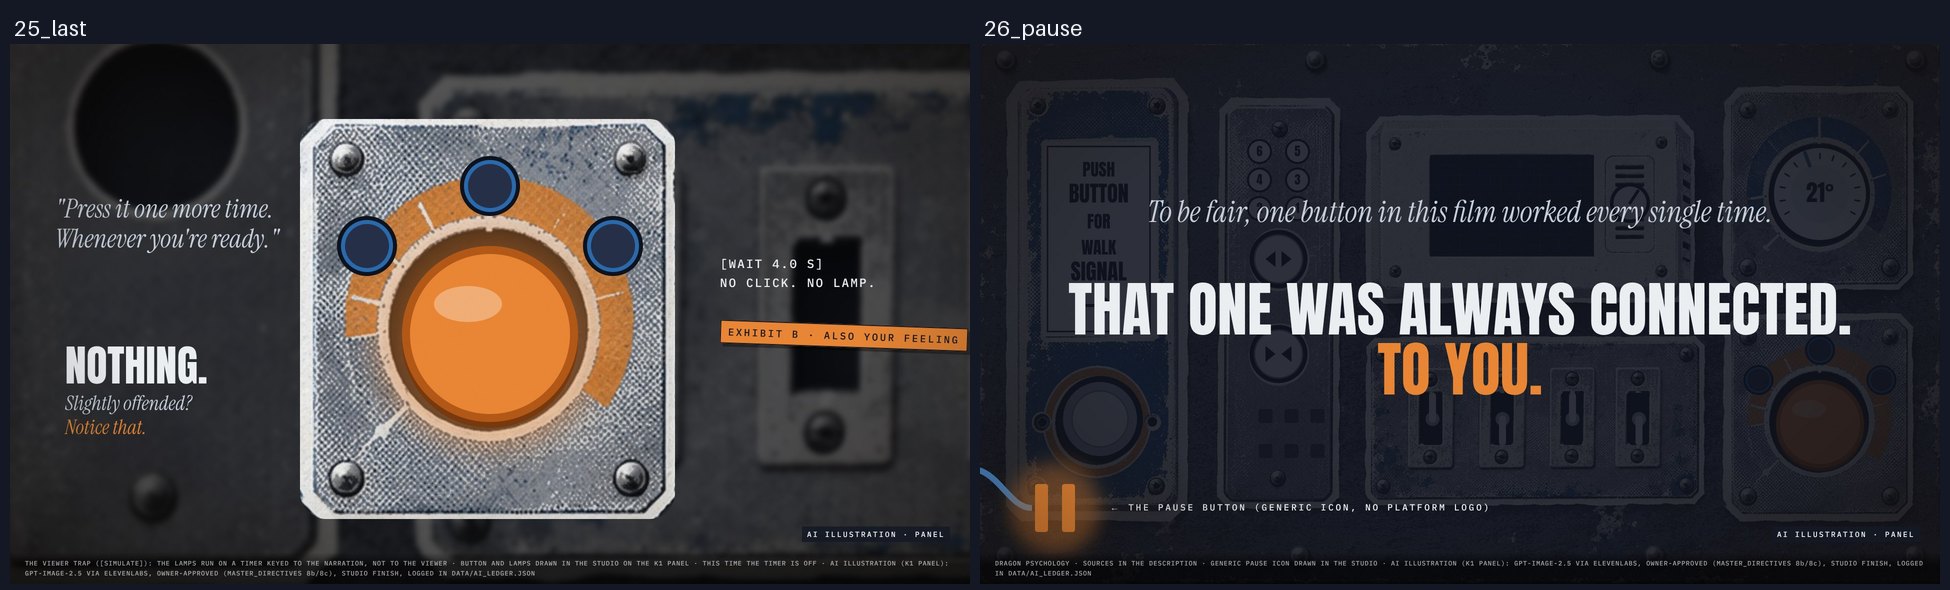 25_last
"Press it one more time.
Whenever you're ready."
[WAIT 4.0 S]
NO CLICK. NO LAMP.
EXHIBIT B · ALSO YOUR FEELING
NOTHING.
Slightly offended?
Notice that.
AI ILLUSTRATION · PANEL
THE VIEWER TRAP ([SIMULATE]): THE LAMPS RUN ON A TIMER KEYED TO THE NARRATION, NOT TO THE VIEWER · BUTTON AND LAMPS DRAWN IN THE STUDIO ON THE K1 PANEL · THIS TIME THE TIMER IS OFF · AI ILLUSTRATION (K1 PANEL):
GPT-IMAGE-2.5 VIA ELEVENLABS, OWNER-APPROVED (MASTER_DIRECTIVES 8b/8c), STUDIO FINISH, LOGGED IN DATA/AI_LEDGER.JSON
26_pause
PUSH
BUTTON
FOR
WALK
SIGNAL
6 5
4 3
21°
To be fair, one button in this film worked every single time.
THAT ONE WAS ALWAYS CONNECTED.
TO YOU.
← THE PAUSE BUTTON (GENERIC ICON, NO PLATFORM LOGO)
AI ILLUSTRATION · PANEL
DRAGON PSYCHOLOGY · SOURCES IN THE DESCRIPTION · GENERIC PAUSE ICON DRAWN IN THE STUDIO · AI ILLUSTRATION (K1 PANEL): GPT-IMAGE-2.5 VIA ELEVENLABS, OWNER-APPROVED (MASTER_DIRECTIVES 8b/8c), STUDIO FINISH, LOGGED
IN DATA/AI_LEDGER.JSON